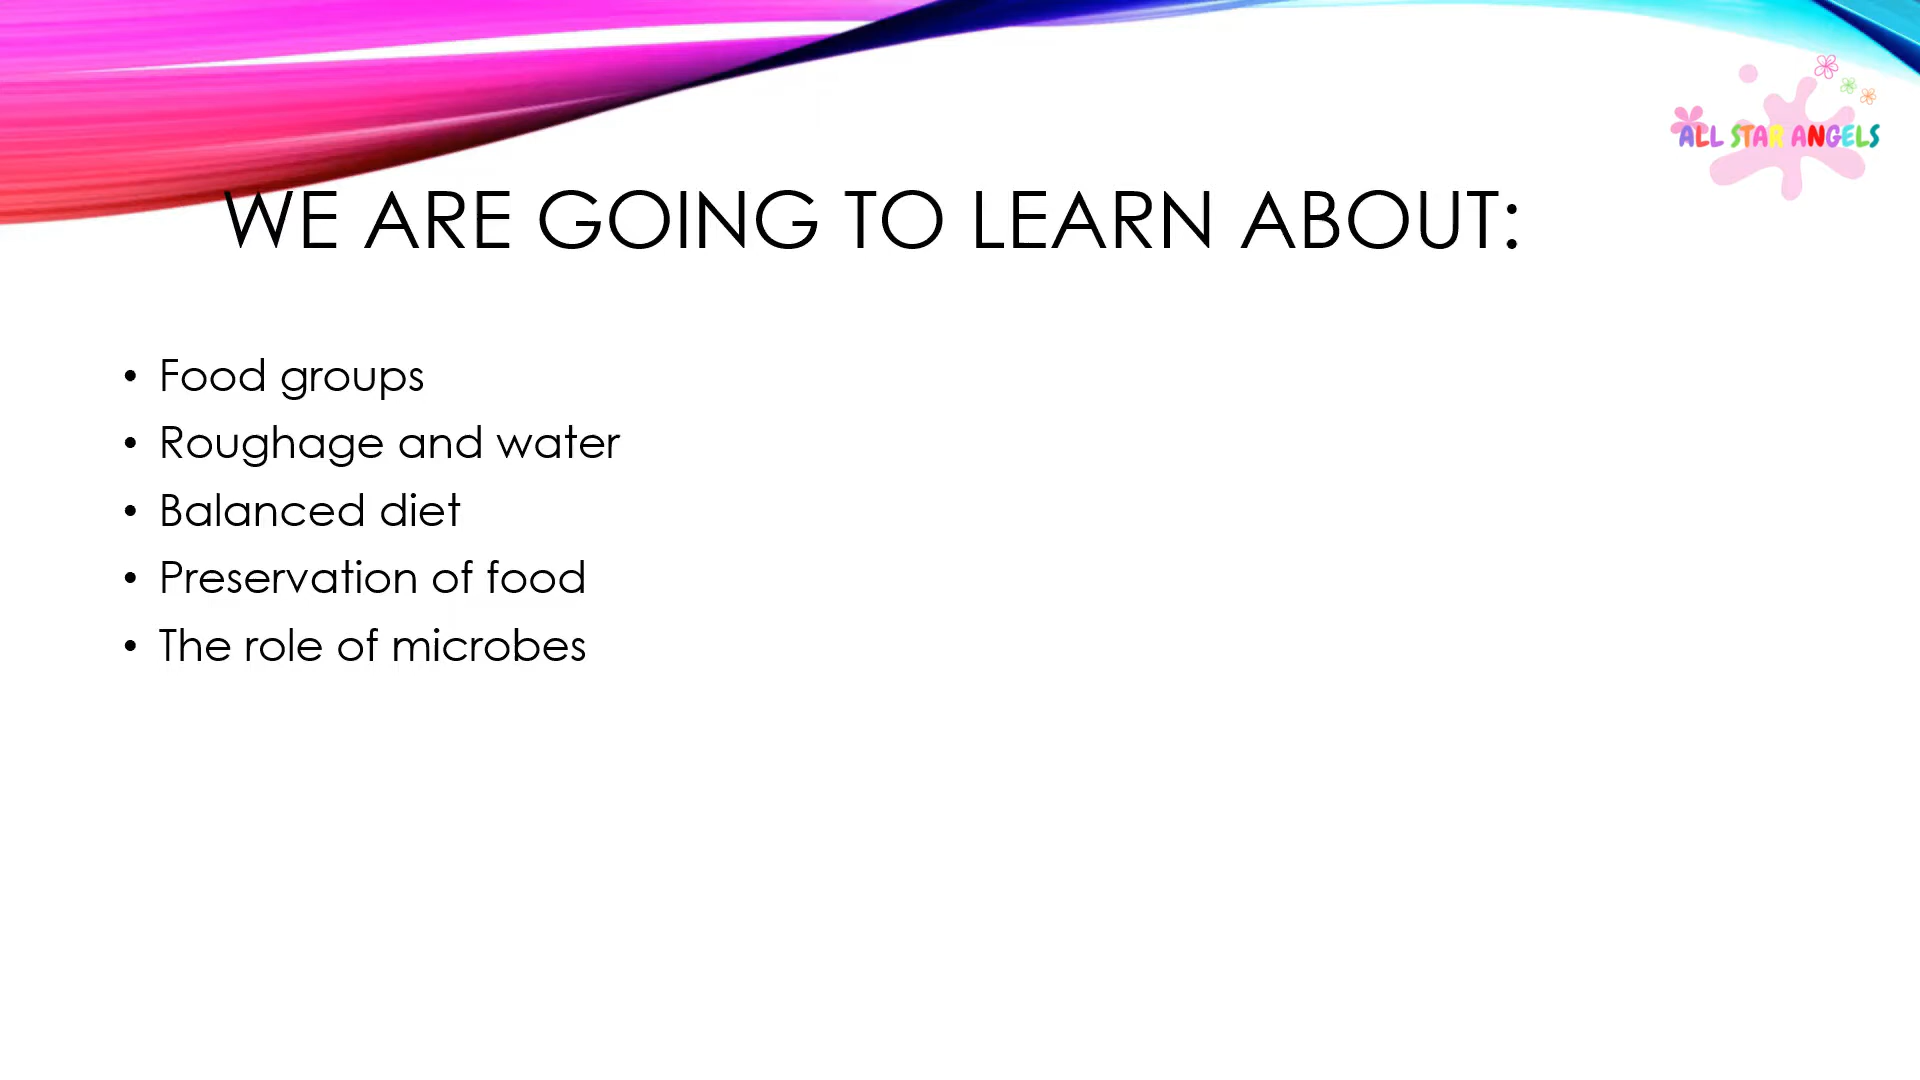 ALL STAR ANGELS
WE ARE GOING TO LEARN ABOUT:
• Food groups
• Roughage and water
• Balanced diet
• Preservation of food
• The role of microbes